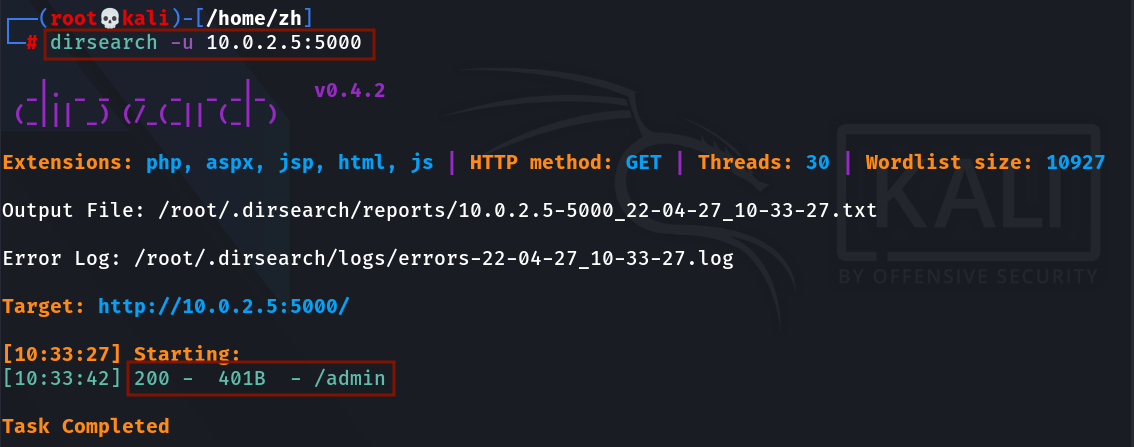 (root💀kali)-[/home/zh]
# dirsearch -u 10.0.2.5:5000
_|. _ _  _  _  _ _|_    v0.4.2
(_||| _) (/_(_|| (_| )
Extensions: php, aspx, jsp, html, js | HTTP method: GET | Threads: 30 | Wordlist size: 10927
Output File: /root/.dirsearch/reports/10.0.2.5-5000_22-04-27_10-33-27.txt
Error Log: /root/.dirsearch/logs/errors-22-04-27_10-33-27.log
Target: http://10.0.2.5:5000/
[10:33:27] Starting:
[10:33:42] 200 -  401B  - /admin
Task Completed
KALI
BY OFFENSIVE SECURITY